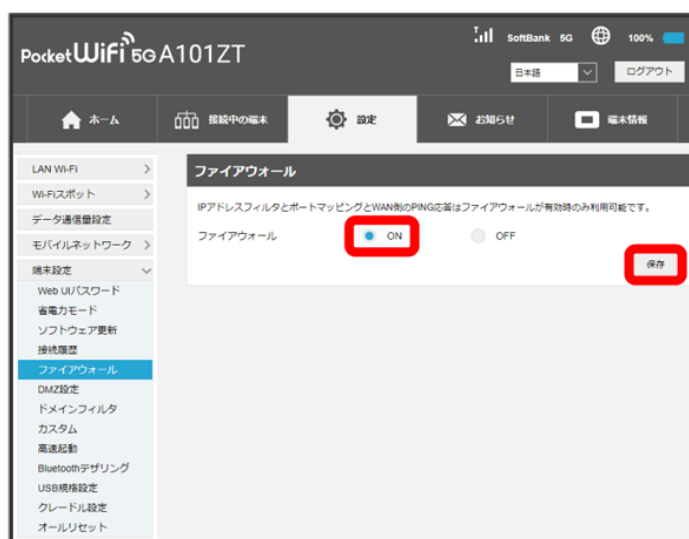 PocketWiFi 5G A101ZT
SoftBank 5G 100%
日本語 ログアウト
ホーム 接続中の端末 設定 お知らせ 端末情報
LAN Wi-Fi
Wi-Fiスポット
データ通信量設定
モバイルネットワーク
端末設定
Web UIパスワード
省電力モード
ソフトウェア更新
接続履歴
ファイアウォール
DMZ設定
ドメインフィルタ
カスタム
高速起動
Bluetoothテザリング
USB規格設定
クレードル設定
オールリセット
ファイアウォール
IPアドレスフィルタとポートマッピングとWAN側のPING応答はファイアウォールが有効時のみ利用可能です。
ファイアウォール ON OFF
保存